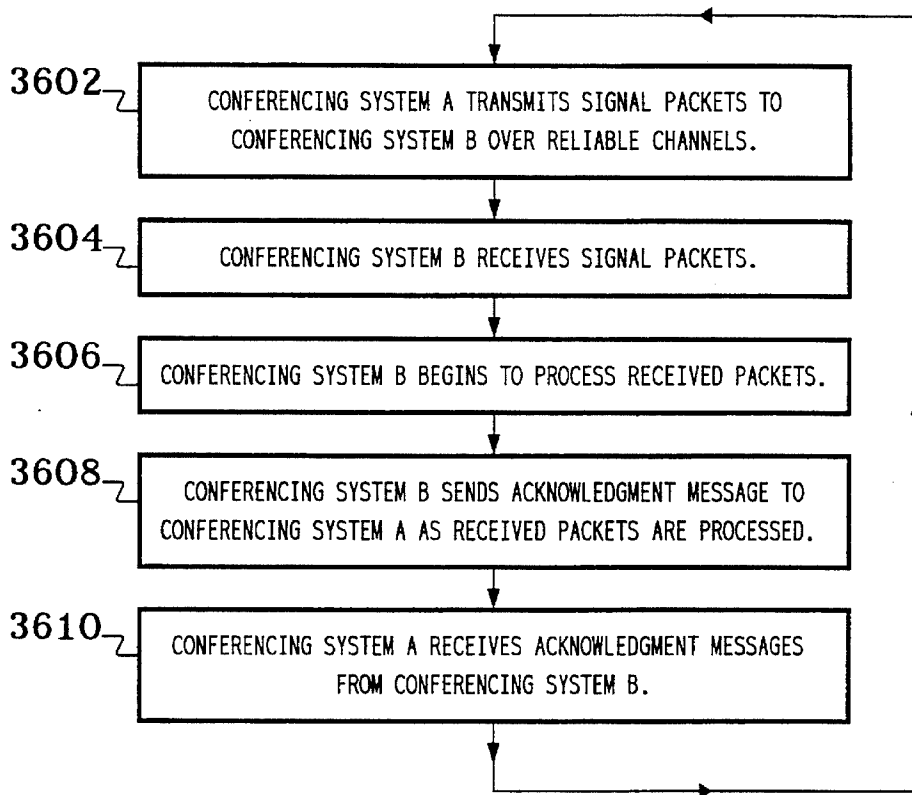 3602
CONFERENCING SYSTEM A TRANSMITS SIGNAL PACKETS TO
CONFERENCING SYSTEM B OVER RELIABLE CHANNELS.
3604
CONFERENCING SYSTEM B RECEIVES SIGNAL PACKETS.
3606
CONFERENCING SYSTEM B BEGINS TO PROCESS RECEIVED PACKETS.
3608
CONFERENCING SYSTEM B SENDS ACKNOWLEDGMENT MESSAGE TO
CONFERENCING SYSTEM A AS RECEIVED PACKETS ARE PROCESSED.
3610
CONFERENCING SYSTEM A RECEIVES ACKNOWLEDGMENT MESSAGES
FROM CONFERENCING SYSTEM B.